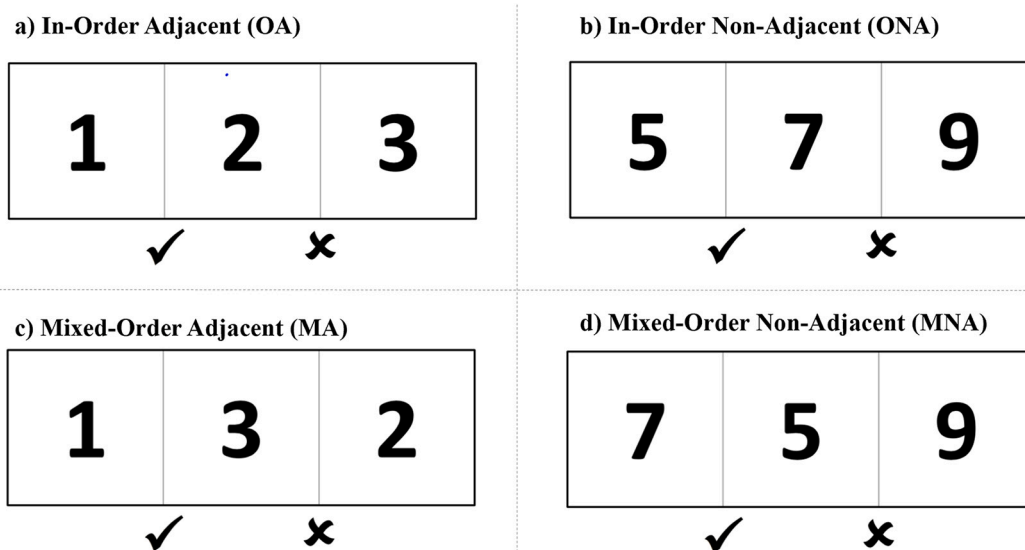 a) In-Order Adjacent (OA)
1 2 3
✓ ✗
b) In-Order Non-Adjacent (ONA)
5 7 9
✓ ✗
c) Mixed-Order Adjacent (MA)
1 3 2
✓ ✗
d) Mixed-Order Non-Adjacent (MNA)
7 5 9
✓ ✗